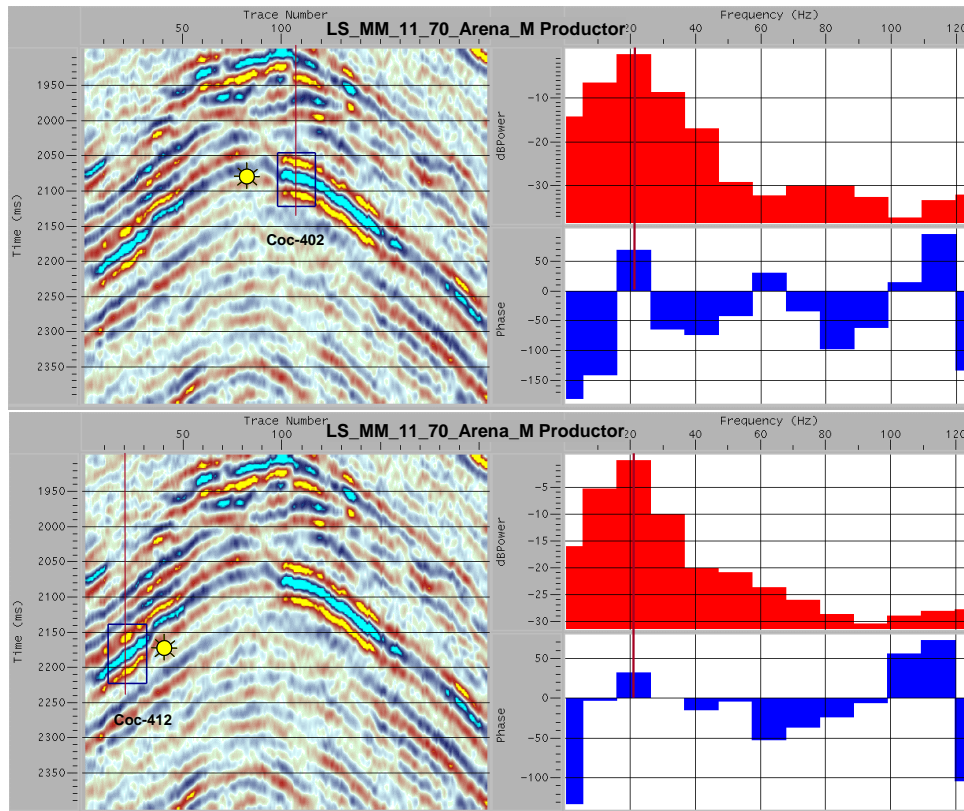 Trace Number
50 100
LS_MM_11_70_Arena_M Productor
Frequency (Hz)
20 40 60 80 100 120
Time (ms)
1950
2000
2050
2100
2150
2200
2250
2300
2350
Coc-402
dBPower
-10
-20
-30
Phase
50
0
-50
-100
-150
Trace Number
50 100
LS_MM_11_70_Arena_M Productor
Frequency (Hz)
20 40 60 80 100 120
Time (ms)
1950
2000
2050
2100
2150
2200
2250
2300
2350
Coc-412
dBPower
-5
-10
-15
-20
-25
-30
Phase
50
0
-50
-100